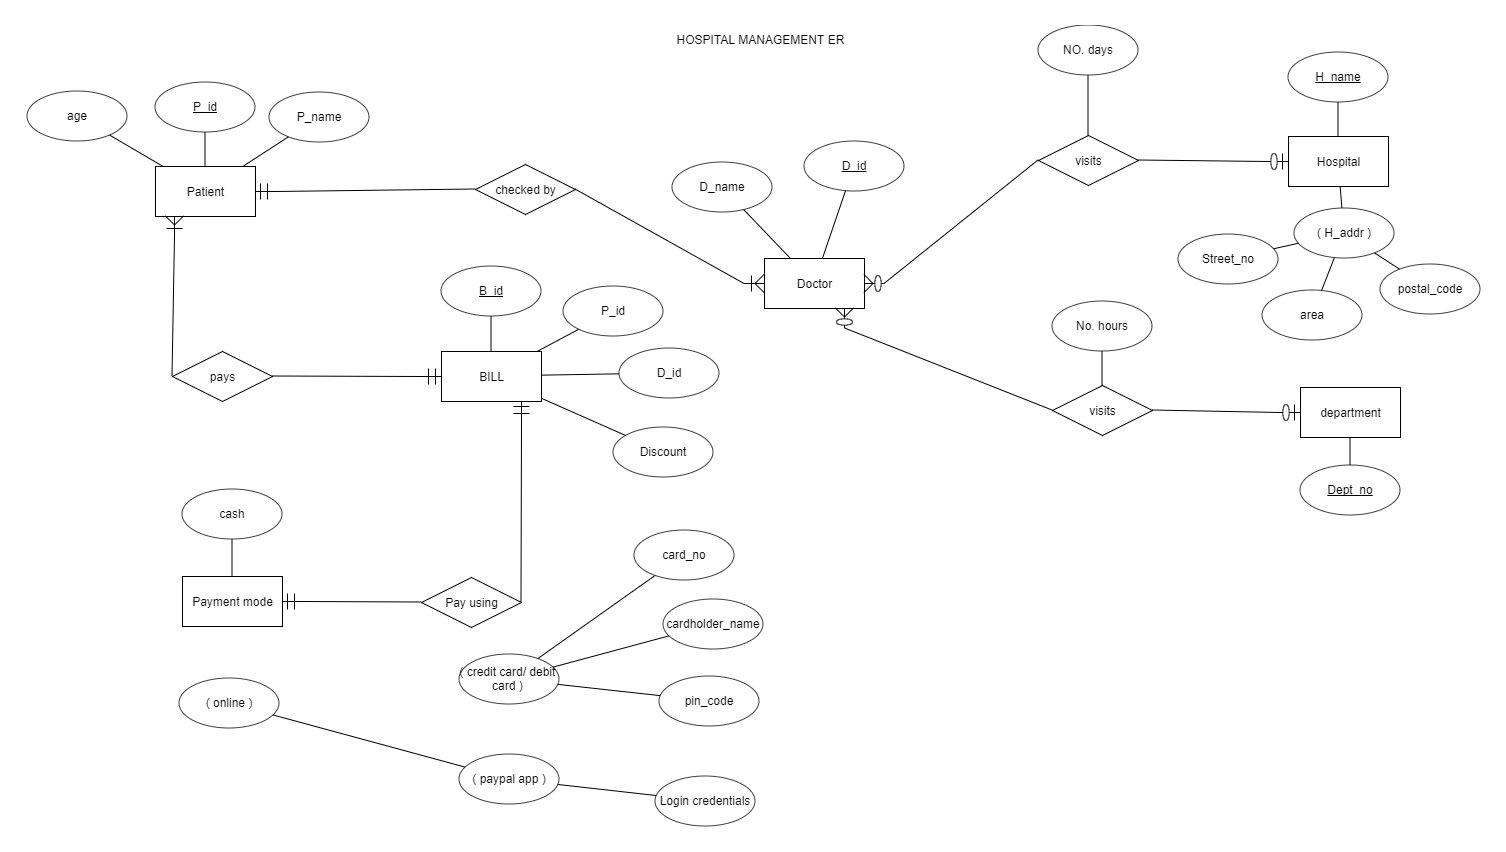 HOSPITAL MANAGEMENT ER
NO. days
H_name
age
P_id
P_name
Patient
checked by
D_name
D_id
visits
Hospital
( H_addr )
Street_no
area
postal_code
Doctor
B_id
P_id
D_id
Discount
BILL
pays
No. hours
visits
department
Dept_no
cash
Payment mode
Pay using
card_no
cardholder_name
( credit card/ debit
card )
pin_code
( online )
( paypal app )
Login credentials